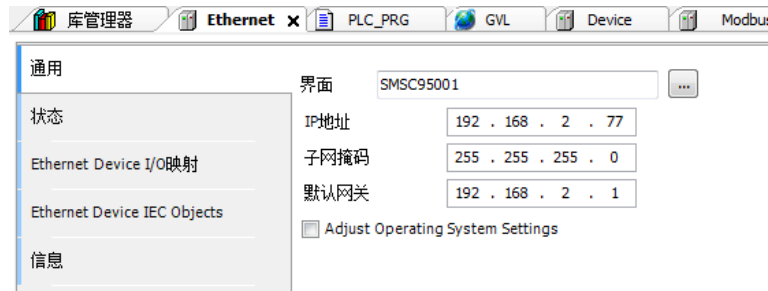 库管理器 Ethernet PLC_PRG GVL Device Modbus
通用
界面 SMSC95001 ...
状态
IP地址 192 . 168 . 2 . 77
子网掩码 255 . 255 . 255 . 0
Ethernet Device I/O映射
默认网关 192 . 168 . 2 . 1
Ethernet Device IEC Objects
Adjust Operating System Settings
信息